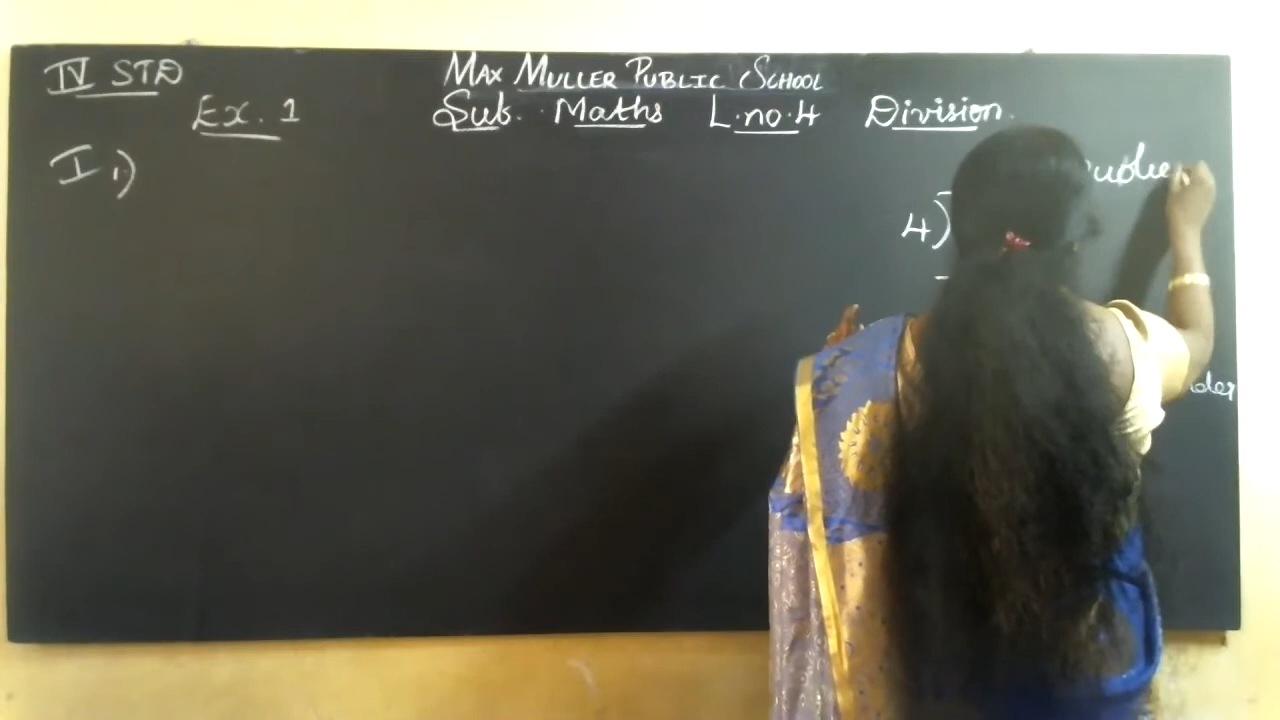 IV STD
MAX MULLER PUBLIC SCHOOL
Ex. 1
Sub. Maths L.no.4 Division.
I 1)
4)